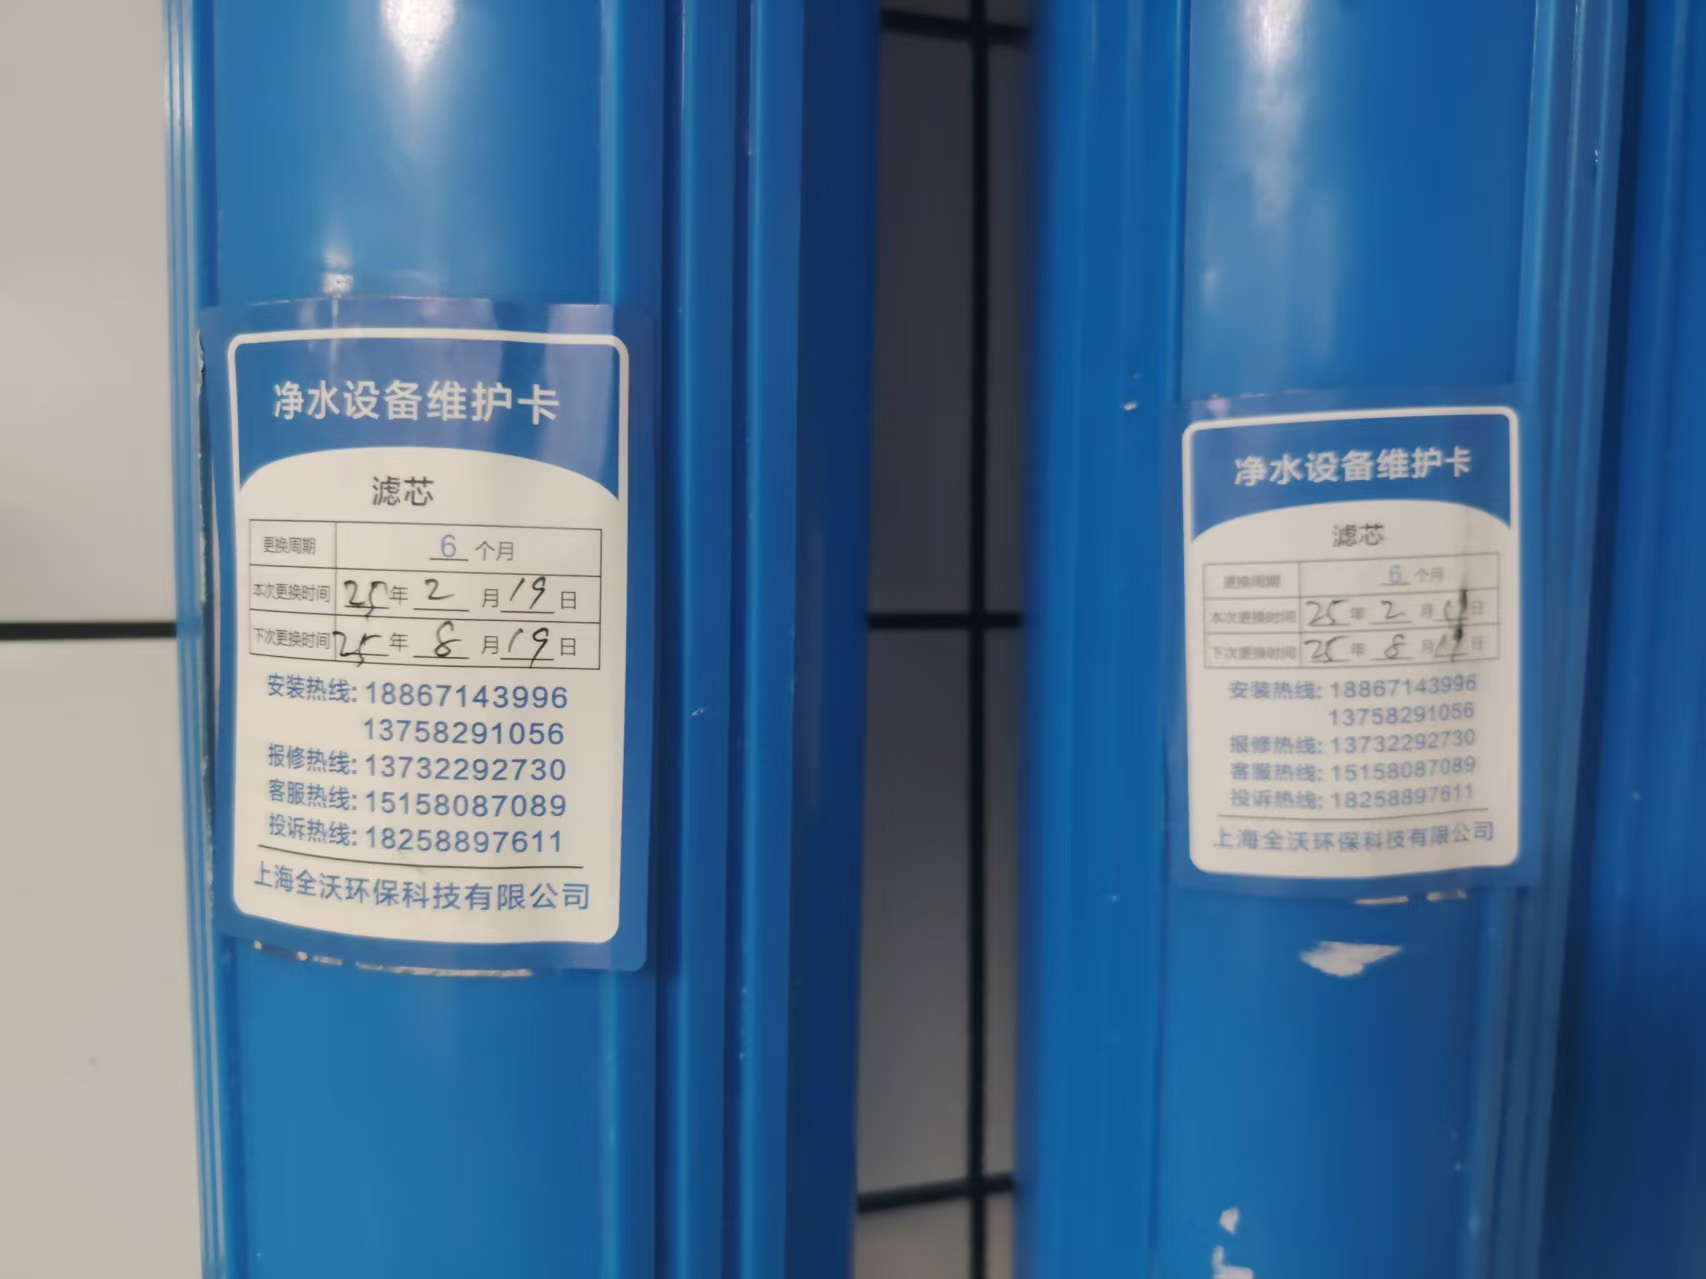 净水设备维护卡
滤芯
更换周期 6 个月
本次更换时间 25 年 2 月 19 日
下次更换时间 25 年 8 月 19 日
安装热线: 18867143996
13758291056
报修热线: 13732292730
客服热线: 15158087089
投诉热线: 18258897611
上海全沃环保科技有限公司
净水设备维护卡
滤芯
更换周期 6 个月
本次更换时间 25 年 2 月 日
下次更换时间 25 年 8 月 日
安装热线: 18867143996
13758291056
报修热线: 13732292730
客服热线: 15158087089
投诉热线: 18258897611
上海全沃环保科技有限公司